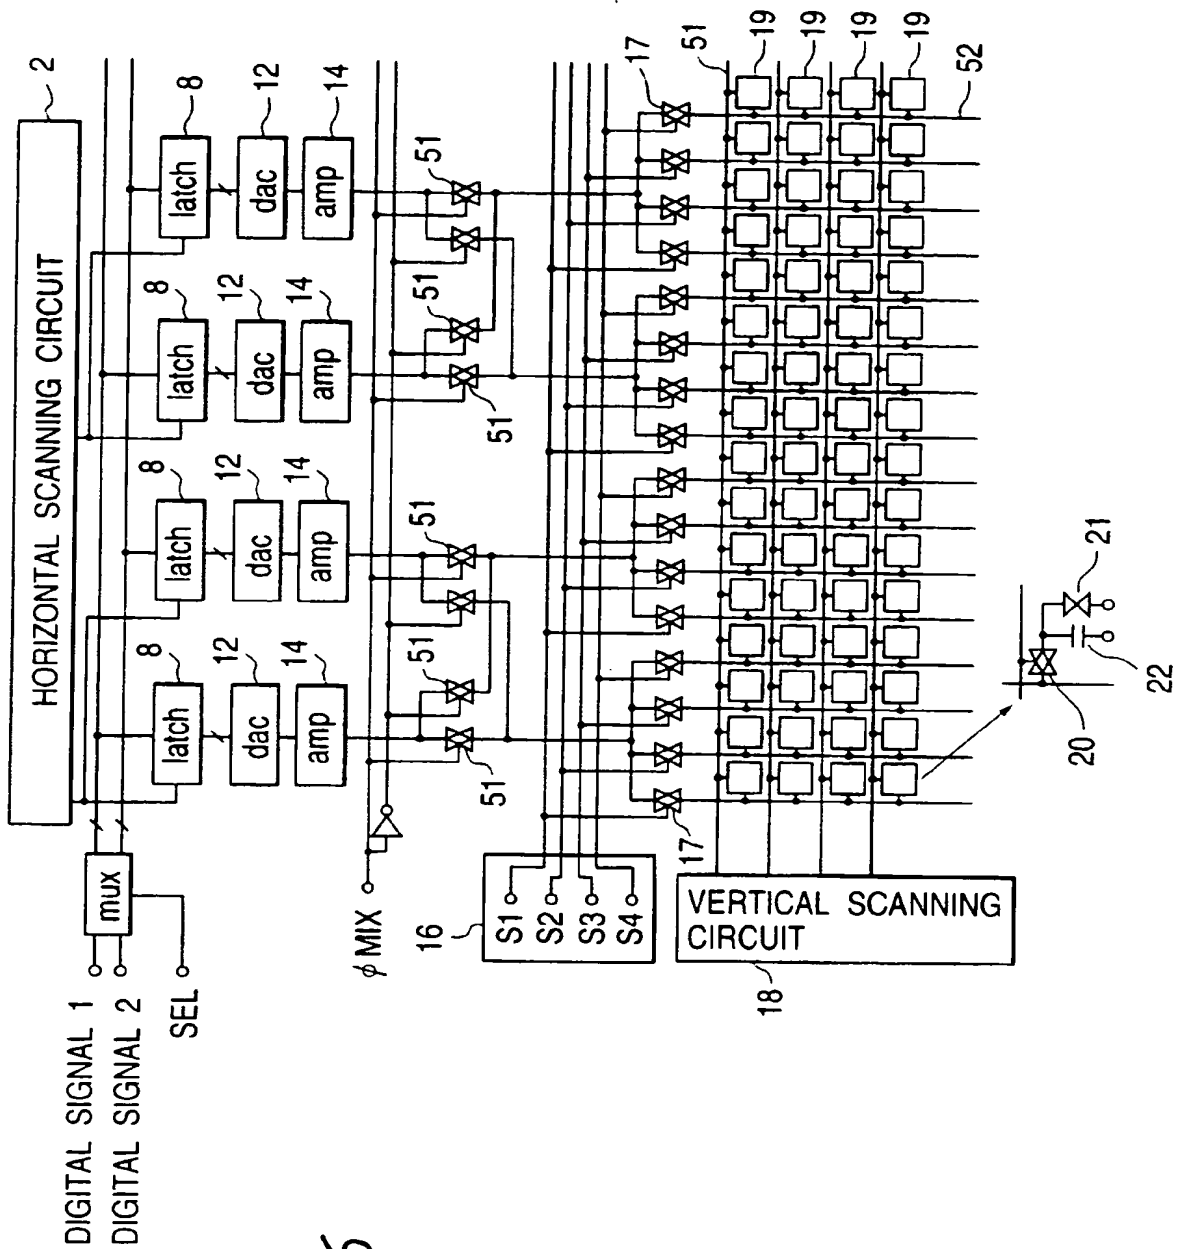 HORIZONTAL SCANNING CIRCUIT
2
mux
DIGITAL SIGNAL 1
DIGITAL SIGNAL 2
SEL
8
8
8
8
latch
latch
latch
latch
12
12
12
12
dac
dac
dac
dac
14
14
14
14
amp
amp
amp
amp
ϕ MIX
51
51
51
51
51
51
16
S1
S2
S3
S4
17
17
VERTICAL SCANNING
CIRCUIT
18
51
19
19
19
19
52
20
21
22